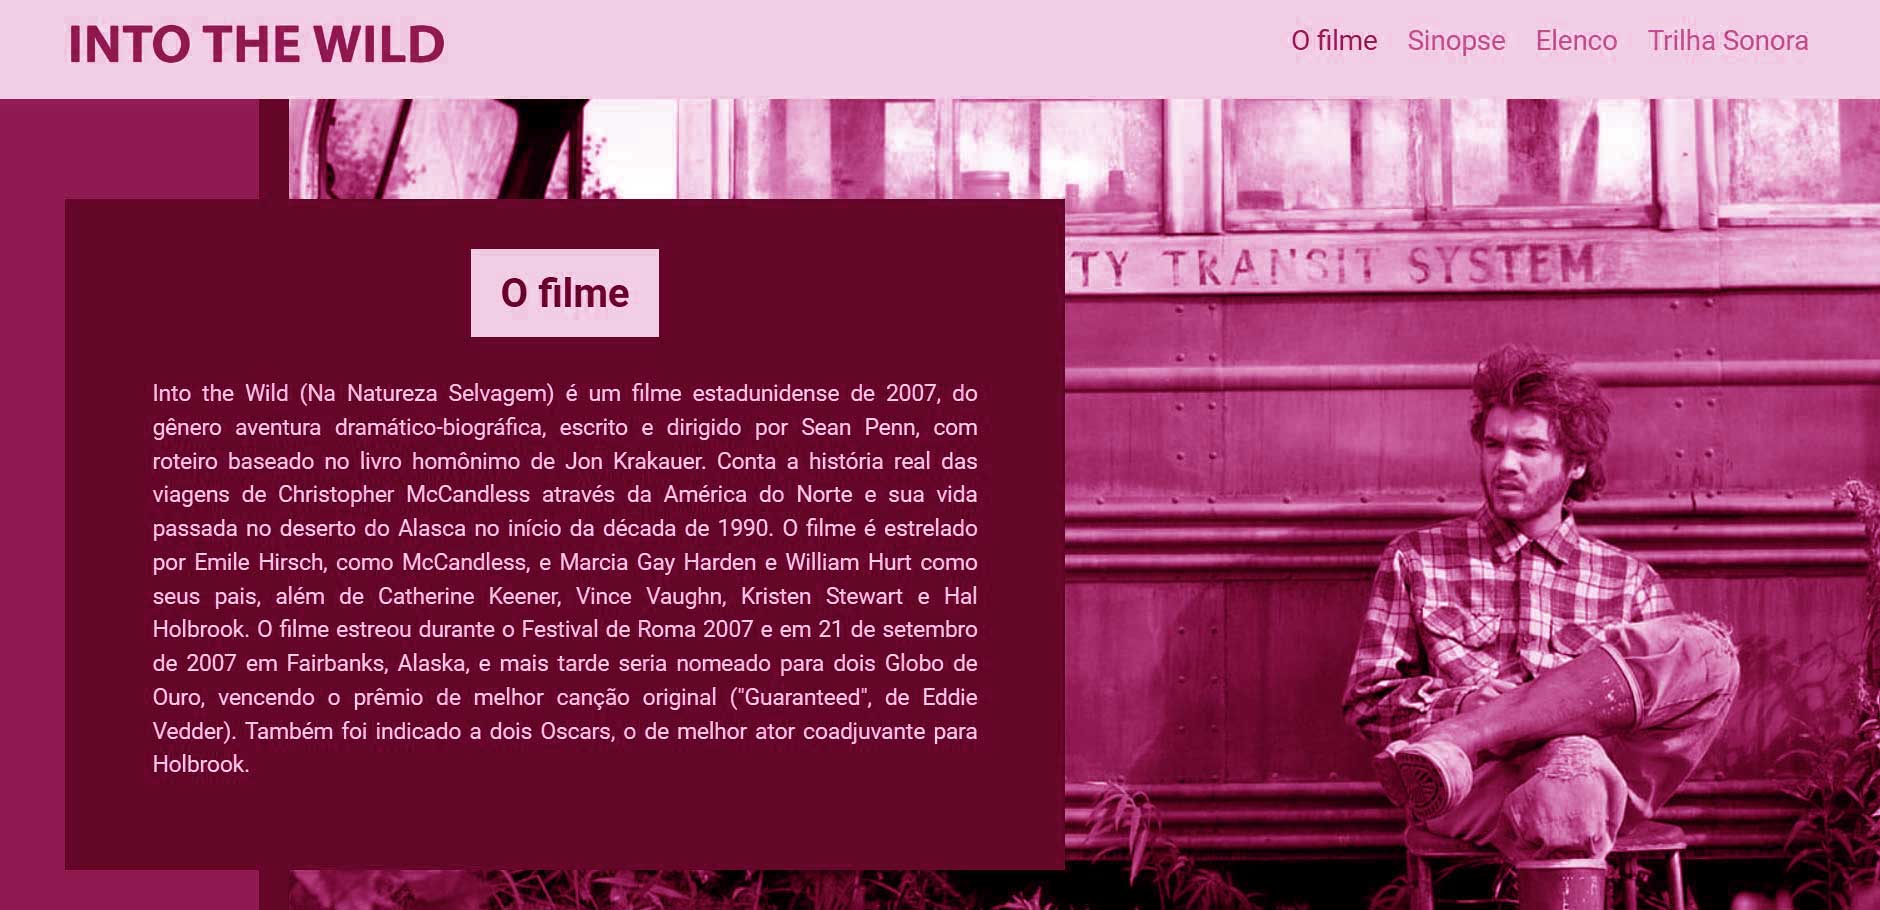 INTO THE WILD
O filme Sinopse Elenco Trilha Sonora
TY TRANSIT SYSTEM
O filme
Into the Wild (Na Natureza Selvagem) é um filme estadunidense de 2007, do
gênero aventura dramático-biográfica, escrito e dirigido por Sean Penn, com
roteiro baseado no livro homônimo de Jon Krakauer. Conta a história real das
viagens de Christopher McCandless através da América do Norte e sua vida
passada no deserto do Alasca no início da década de 1990. O filme é estrelado
por Emile Hirsch, como McCandless, e Marcia Gay Harden e William Hurt como
seus pais, além de Catherine Keener, Vince Vaughn, Kristen Stewart e Hal
Holbrook. O filme estreou durante o Festival de Roma 2007 e em 21 de setembro
de 2007 em Fairbanks, Alaska, e mais tarde seria nomeado para dois Globo de
Ouro, vencendo o prêmio de melhor canção original ("Guaranteed", de Eddie
Vedder). Também foi indicado a dois Oscars, o de melhor ator coadjuvante para
Holbrook.